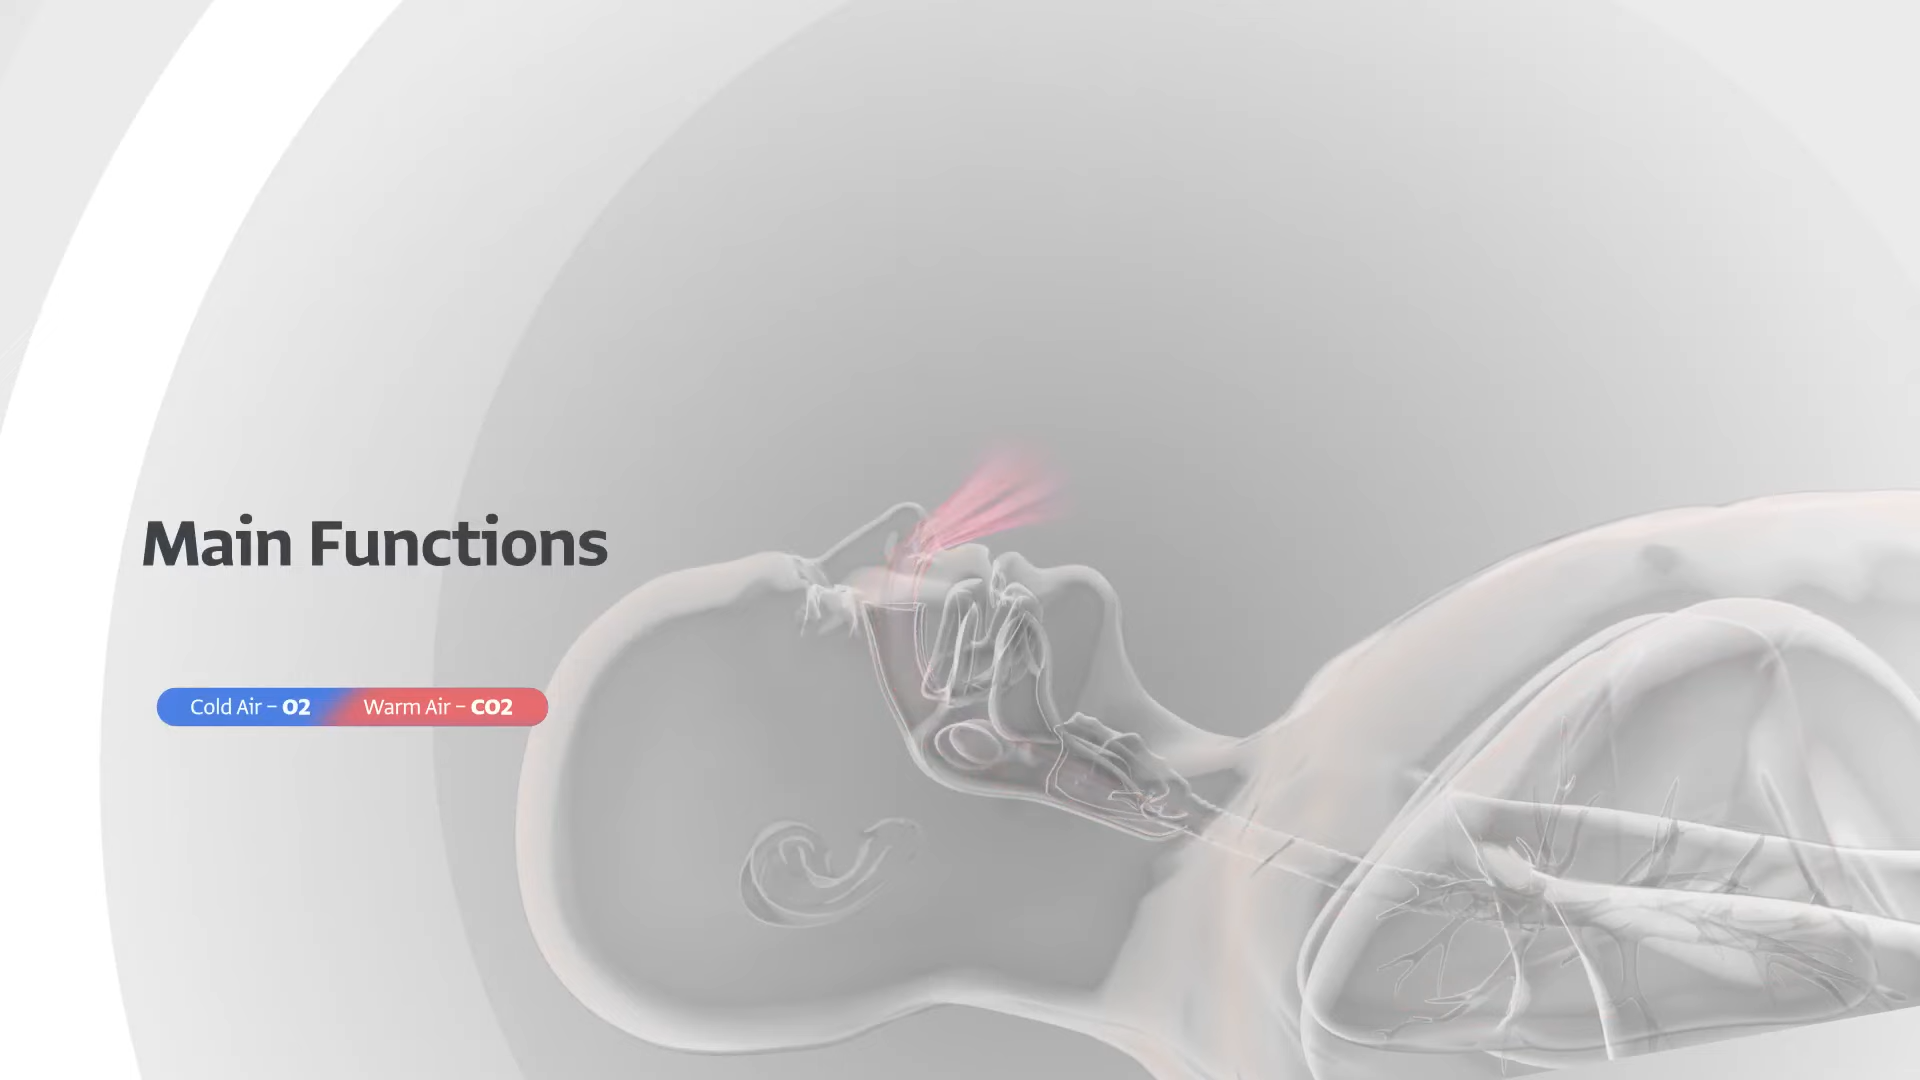 Main Functions
Cold Air – O2 Warm Air – CO2